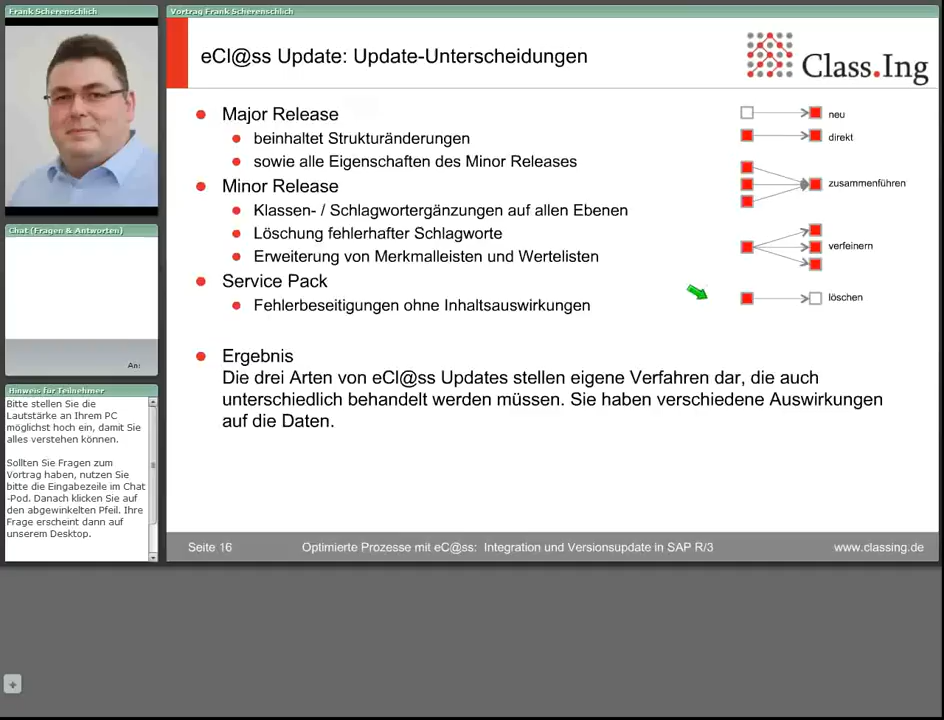 Frank Scherenschlich
Vortrag Frank Scherenschlich
eCl@ss Update: Update-Unterscheidungen
Class.Ing
Major Release
beinhaltet Strukturänderungen
sowie alle Eigenschaften des Minor Releases
Minor Release
Klassen- / Schlagwortergänzungen auf allen Ebenen
Löschung fehlerhafter Schlagworte
Erweiterung von Merkmalleisten und Wertelisten
Service Pack
Fehlerbeseitigungen ohne Inhaltsauswirkungen
neu
direkt
zusammenführen
verfeinern
löschen
Ergebnis
Die drei Arten von eCl@ss Updates stellen eigene Verfahren dar, die auch
unterschiedlich behandelt werden müssen. Sie haben verschiedene Auswirkungen
auf die Daten.
Seite 16
Optimierte Prozesse mit eC@ss: Integration und Versionsupdate in SAP R/3
www.classing.de
Chat (Fragen & Antworten)
An:
Hinweis für Teilnehmer
Bitte stellen Sie die
Lautstärke an Ihrem PC
möglichst hoch ein, damit Sie
alles verstehen können.
Sollten Sie Fragen zum
Vortrag haben, nutzen Sie
bitte die Eingabezeile im Chat
-Pod. Danach klicken Sie auf
den abgewinkelten Pfeil. Ihre
Frage erscheint dann auf
unserem Desktop.